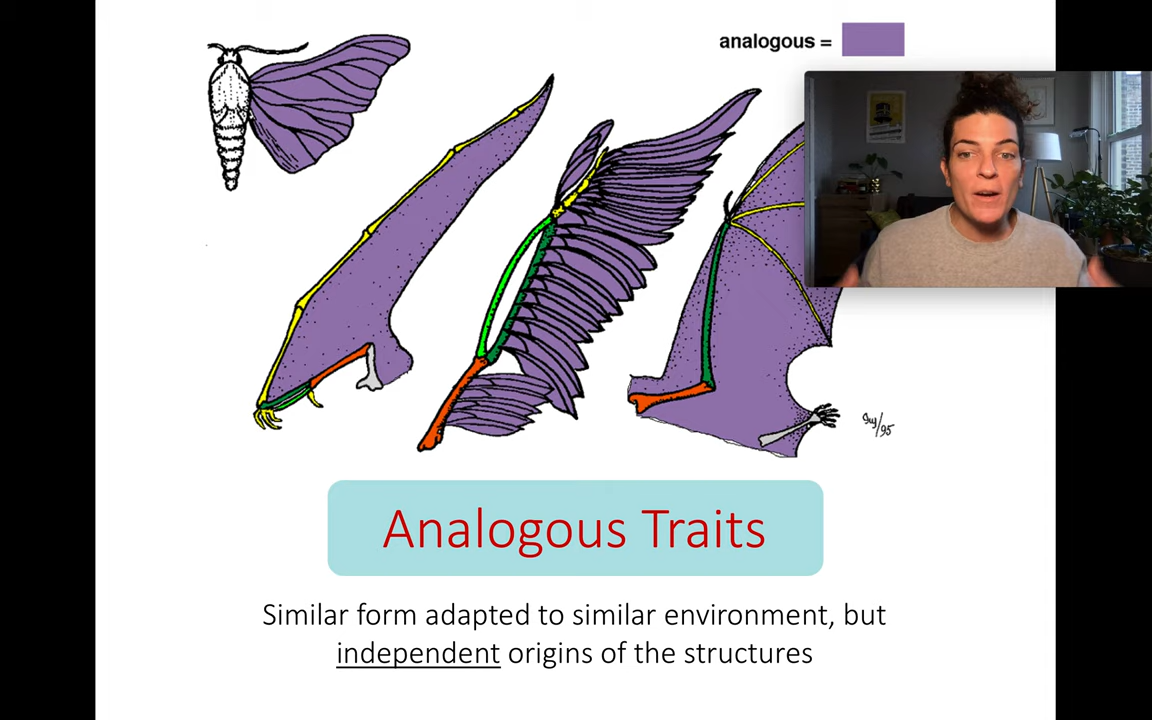 analogous =
Analogous Traits
Similar form adapted to similar environment, but
independent origins of the structures